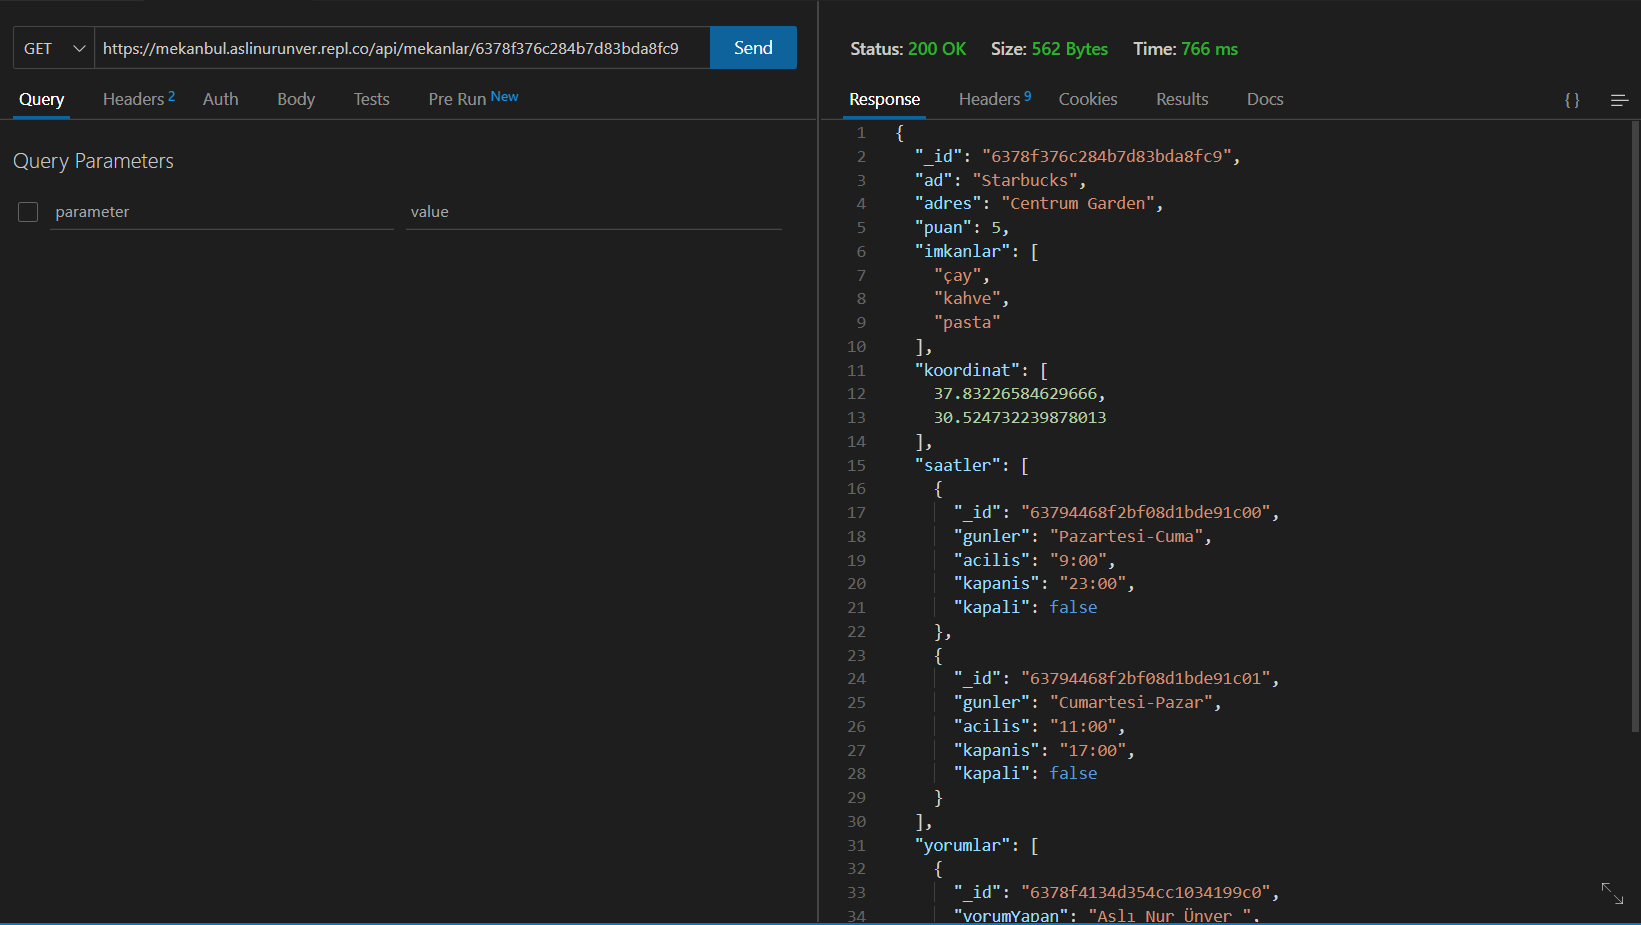 GET https://mekanbul.aslinurunver.repl.co/api/mekanlar/6378f376c284b7d83bda8fc9 Send
Query Headers 2 Auth Body Tests Pre Run New
Query Parameters
parameter value
Status: 200 OK Size: 562 Bytes Time: 766 ms
Response Headers 9 Cookies Results Docs { }
1 {
2 "_id": "6378f376c284b7d83bda8fc9",
3 "ad": "Starbucks",
4 "adres": "Centrum Garden",
5 "puan": 5,
6 "imkanlar": [
7 "çay",
8 "kahve",
9 "pasta"
10 ],
11 "koordinat": [
12 37.83226584629666,
13 30.524732239878013
14 ],
15 "saatler": [
16 {
17 "_id": "63794468f2bf08d1bde91c00",
18 "gunler": "Pazartesi-Cuma",
19 "acilis": "9:00",
20 "kapanis": "23:00",
21 "kapali": false
22 },
23 {
24 "_id": "63794468f2bf08d1bde91c01",
25 "gunler": "Cumartesi-Pazar",
26 "acilis": "11:00",
27 "kapanis": "17:00",
28 "kapali": false
29 }
30 ],
31 "yorumlar": [
32 {
33 "_id": "6378f4134d354cc1034199c0",
34 "yorumYapan": "Aslı Nur Ünver ",